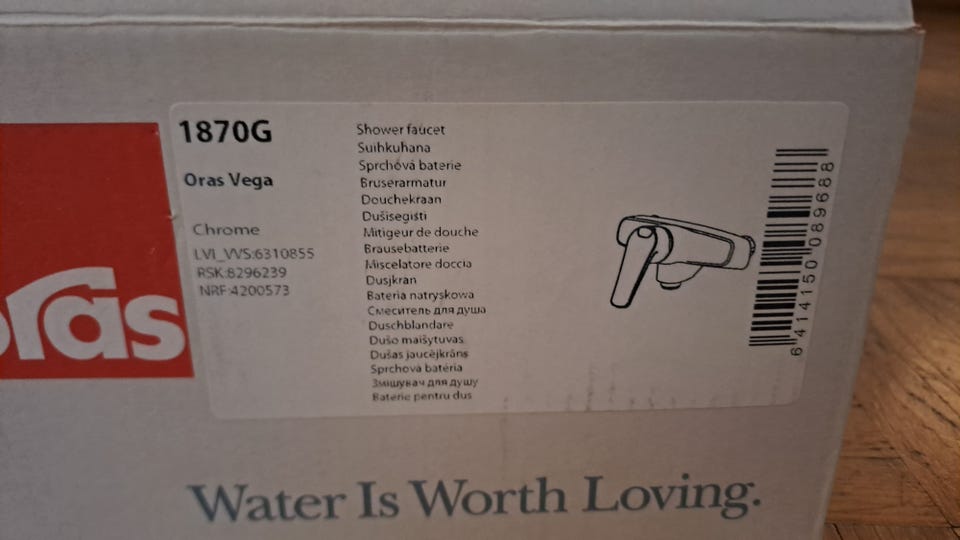 oras
1870G
Oras Vega
Chrome
LVI_VVS:6310855
RSK:8296239
NRF:4200573
Shower faucet
Suihkuhana
Sprchová baterie
Bruserarmatur
Douchekraan
Dušisegisti
Mitigeur de douche
Brausebatterie
Miscelatore doccia
Dusjkran
Bateria natryskowa
Смеситель для душа
Duschblandare
Dušo maišytuvas
Dušas jaucējkrāns
Sprchová batéria
Змішувач для душу
Baterie pentru dus
6 414150 089688
Water Is Worth Loving.